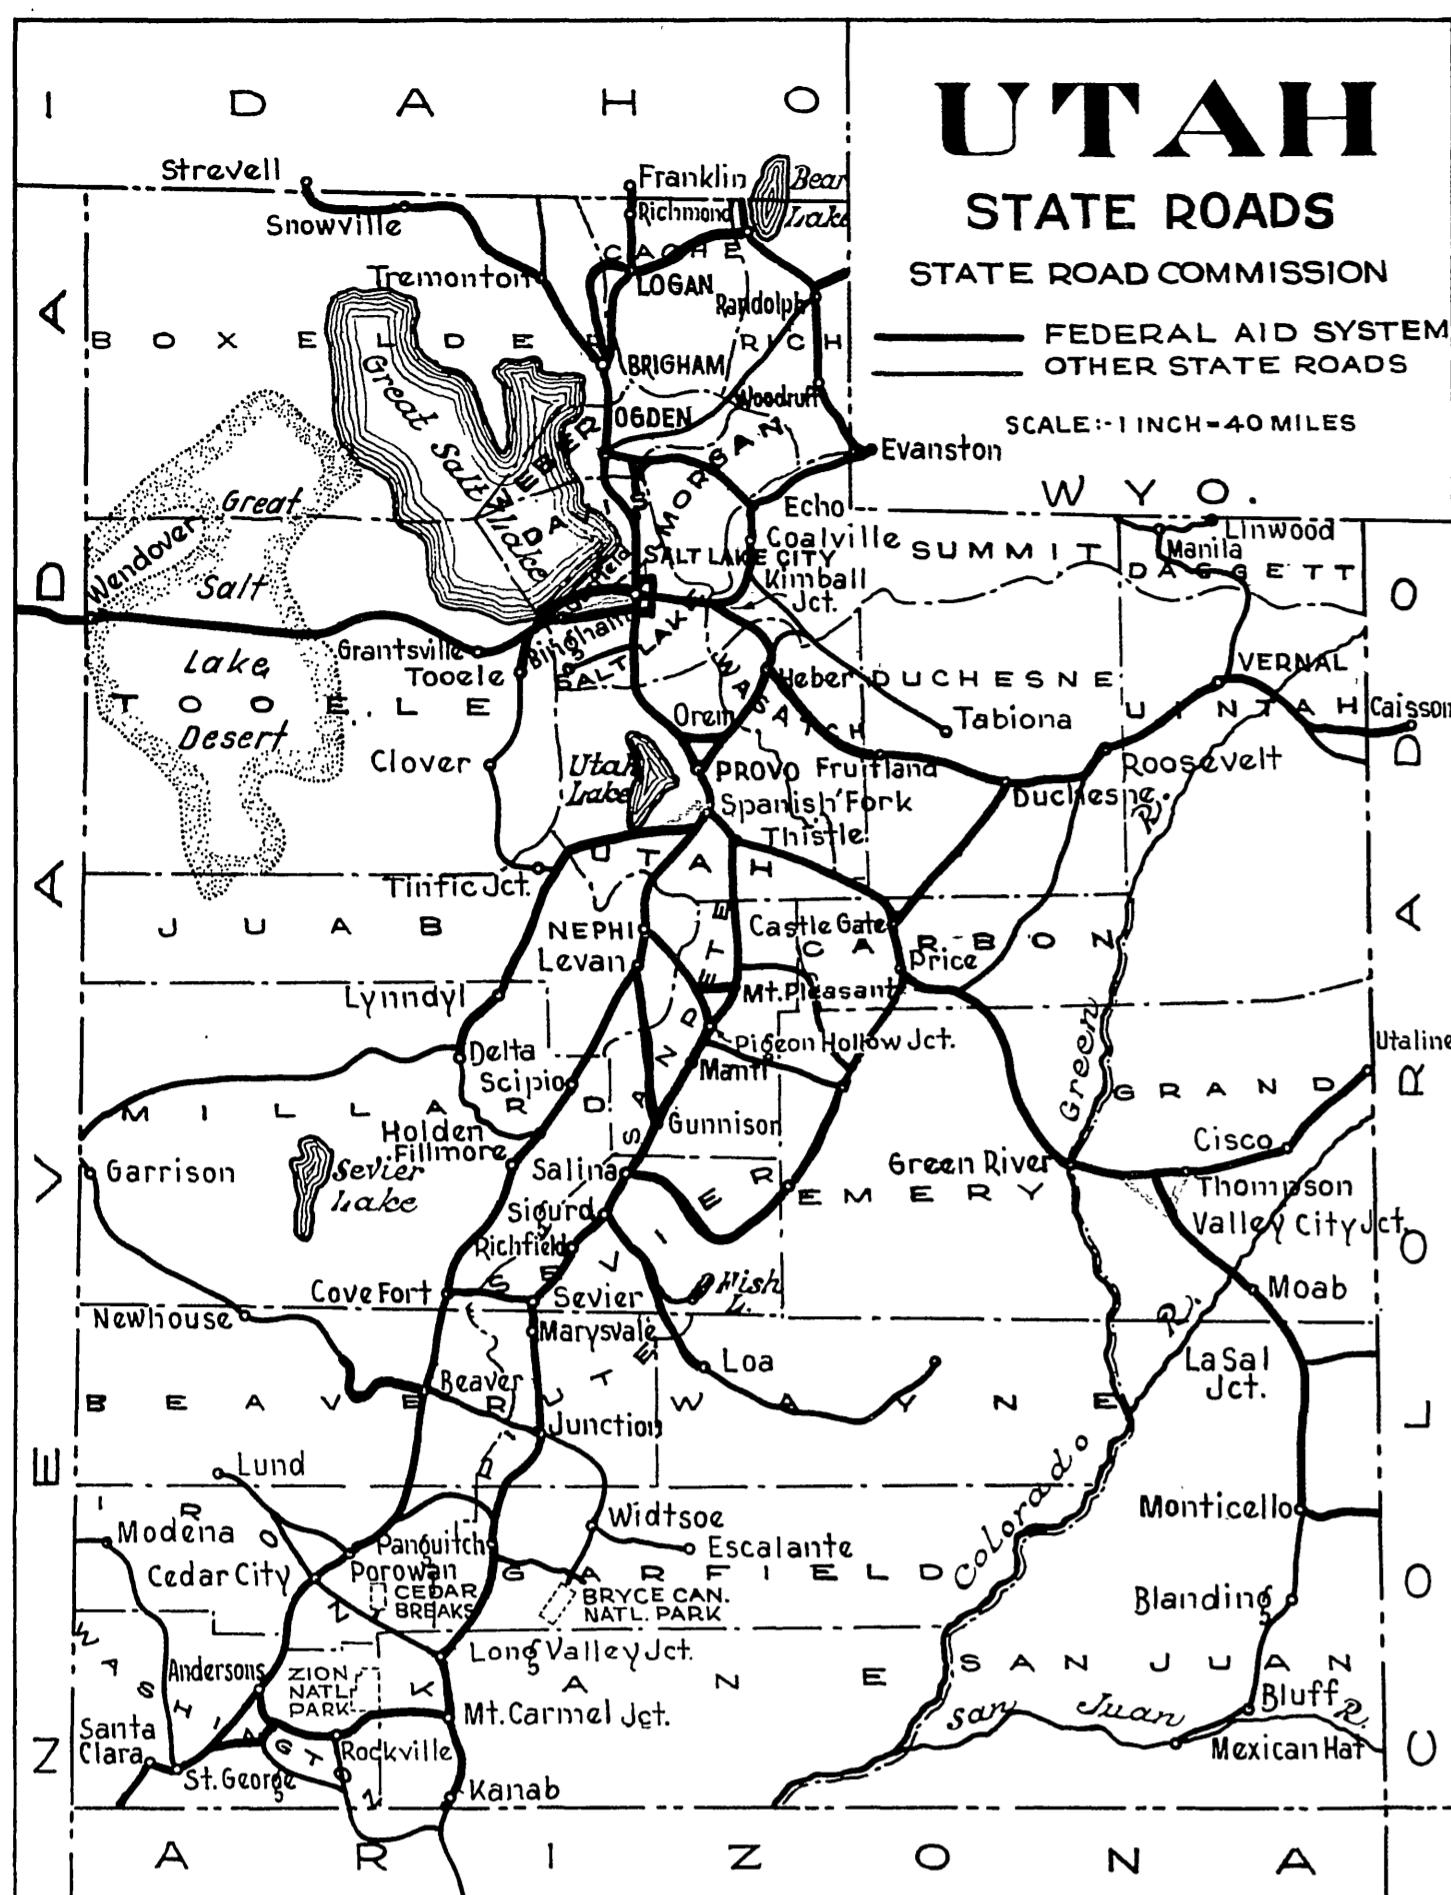 UTAH
STATE ROADS
STATE ROAD COMMISSION
FEDERAL AID SYSTEM
OTHER STATE ROADS
SCALE:-1 INCH=40 MILES
IDAHO
WYO.
NEVADA
COLORADO
ARIZONA
Strevell
Snowville
Franklin
Richmond
Bear
Lake
CACHE
Tremonton
LOGAN
Randolph
BOX ELDER
RICH
BRIGHAM
Great Salt Lake
Woodruff
OGDEN
WEBER
MORGAN
Evanston
Great
Salt
Lake
Desert
Wendover
DAVIS
Echo
Coalville
SUMMIT
Linwood
Manila
DAGGETT
SALT LAKE CITY
Kimball
Jct.
Grantsville
Bingham
SALT LAKE
Tooele
TOOELE
WASATCH
Heber
DUCHESNE
VERNAL
UINTAH
Caisson
Orem
Tabiona
Clover
Utah
Lake
PROVO
Fruitland
Roosevelt
Duchesne
Spanish Fork
Thistle
UTAH
Tintic Jct.
JUAB
NEPHI
Levan
Castle Gate
CARBON
Price
Lynndyl
Mt. Pleasant
SANPETE
Pigeon Hollow Jct.
Green R.
Utaline
Delta
Scipio
Manti
GRAND
MILLARD
Holden
Fillmore
Gunnison
Cisco
Garrison
Sevier
Lake
Salina
Green River
EMERY
Thompson
Valley City Jct.
Sigurd
Richfield
SEVIER
Fish
L.
Cove Fort
Sevier
Moab
Newhouse
Marysvale
Loa
La Sal
Jct.
Beaver
BEAVER
PIUTE
WAYNE
Junction
Colorado R.
Lund
IRON
Widtsoe
Monticello
Modena
Panguitch
Escalante
Cedar City
Porowan
GARFIELD
CEDAR
BREAKS
BRYCE CAN.
NATL. PARK
Blanding
Long Valley Jct.
SAN JUAN
Andersons
ZION
NATL.
PARK
KANE
WASHINGTON
Bluff
San Juan R.
Mt. Carmel Jct.
Santa
Clara
Rockville
Mexican Hat
St. George
Kanab